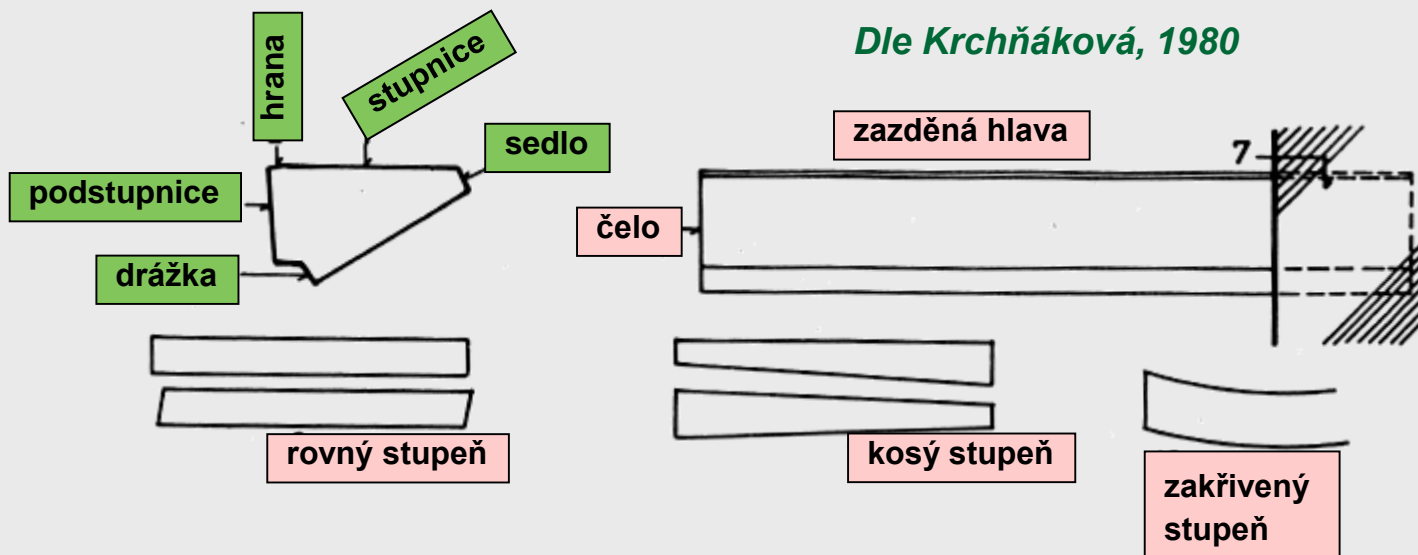 Dle Krchňáková, 1980
hrana
stupnice
sedlo
podstupnice
drážka
zazděná hlava
7
čelo
rovný stupeň
kosý stupeň
zakřivený
stupeň